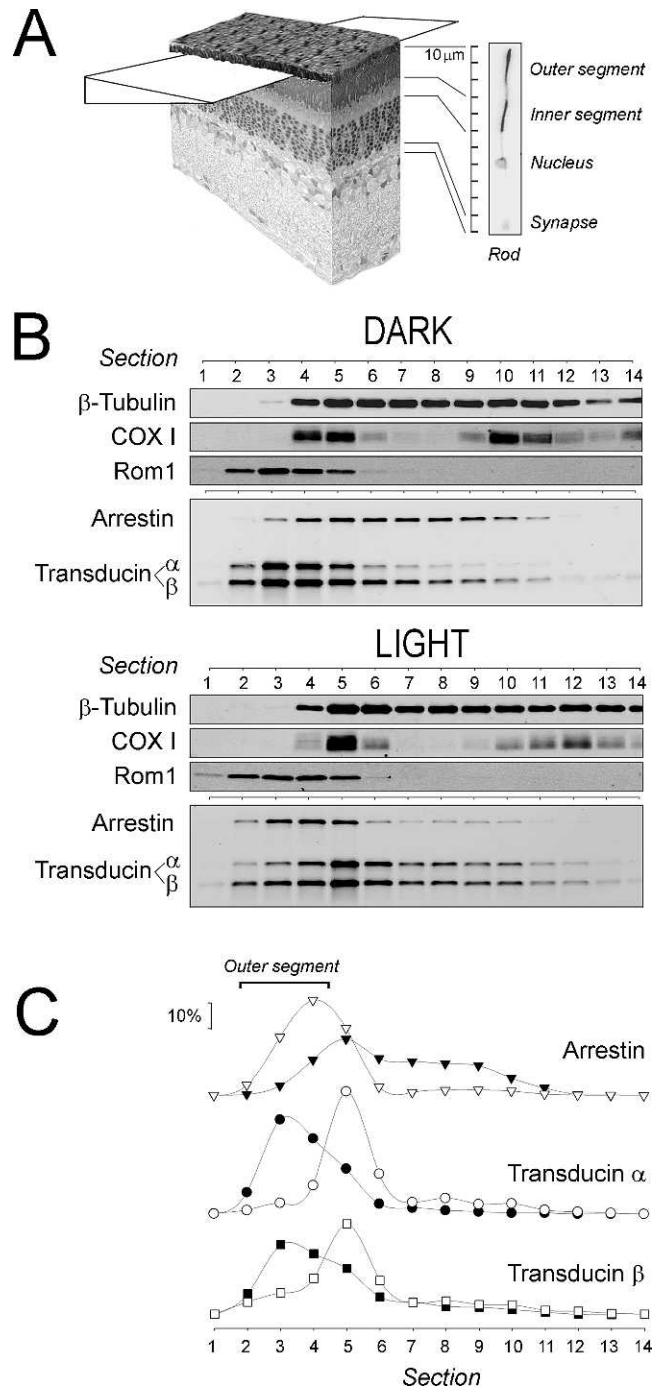 A
10 µm
Outer segment
Inner segment
Nucleus
Synapse
Rod
B
DARK
Section
1 2 3 4 5 6 7 8 9 10 11 12 13 14
β-Tubulin
COX I
Rom1
Arrestin
Transducin α
β
LIGHT
Section
1 2 3 4 5 6 7 8 9 10 11 12 13 14
β-Tubulin
COX I
Rom1
Arrestin
Transducin α
β
C
Outer segment
10%
Arrestin
Transducin α
Transducin β
1 2 3 4 5 6 7 8 9 10 11 12 13 14
Section